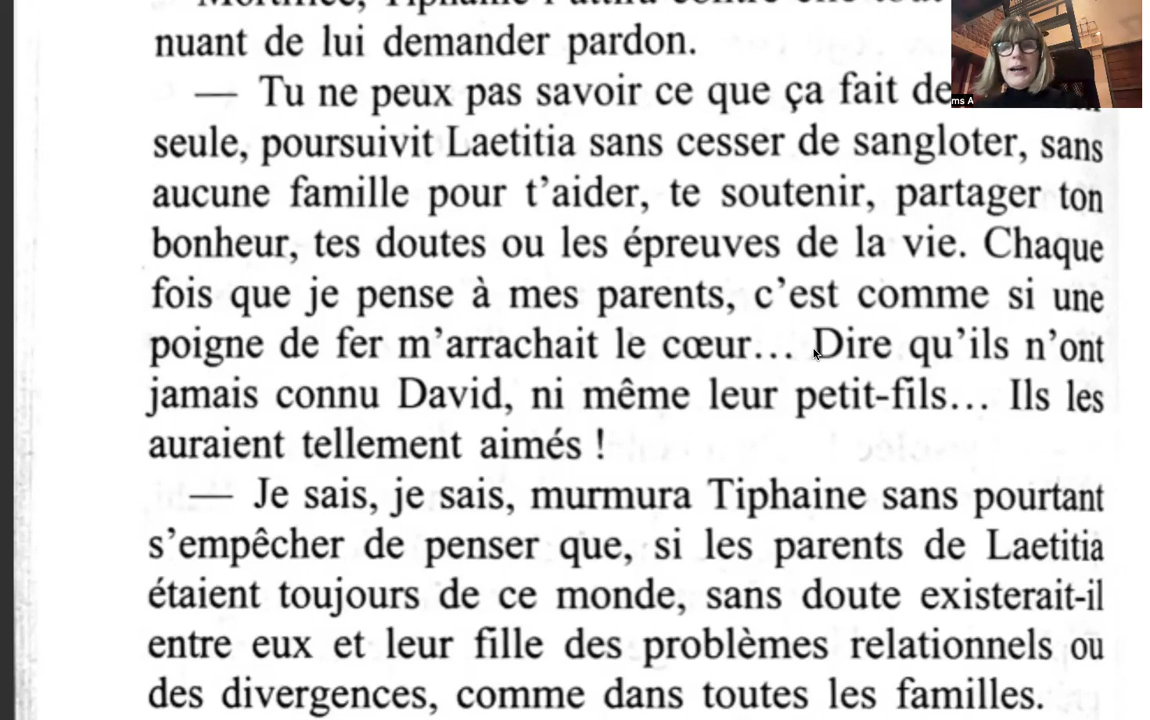 nuant de lui demander pardon.
— Tu ne peux pas savoir ce que ça fait de
ms A
seule, poursuivit Laetitia sans cesser de sangloter, sans
aucune famille pour t’aider, te soutenir, partager ton
bonheur, tes doutes ou les épreuves de la vie. Chaque
fois que je pense à mes parents, c’est comme si une
poigne de fer m’arrachait le cœur… Dire qu’ils n’ont
jamais connu David, ni même leur petit-fils… Ils les
auraient tellement aimés !
— Je sais, je sais, murmura Tiphaine sans pourtant
s’empêcher de penser que, si les parents de Laetitia
étaient toujours de ce monde, sans doute existerait-il
entre eux et leur fille des problèmes relationnels ou
des divergences, comme dans toutes les familles.